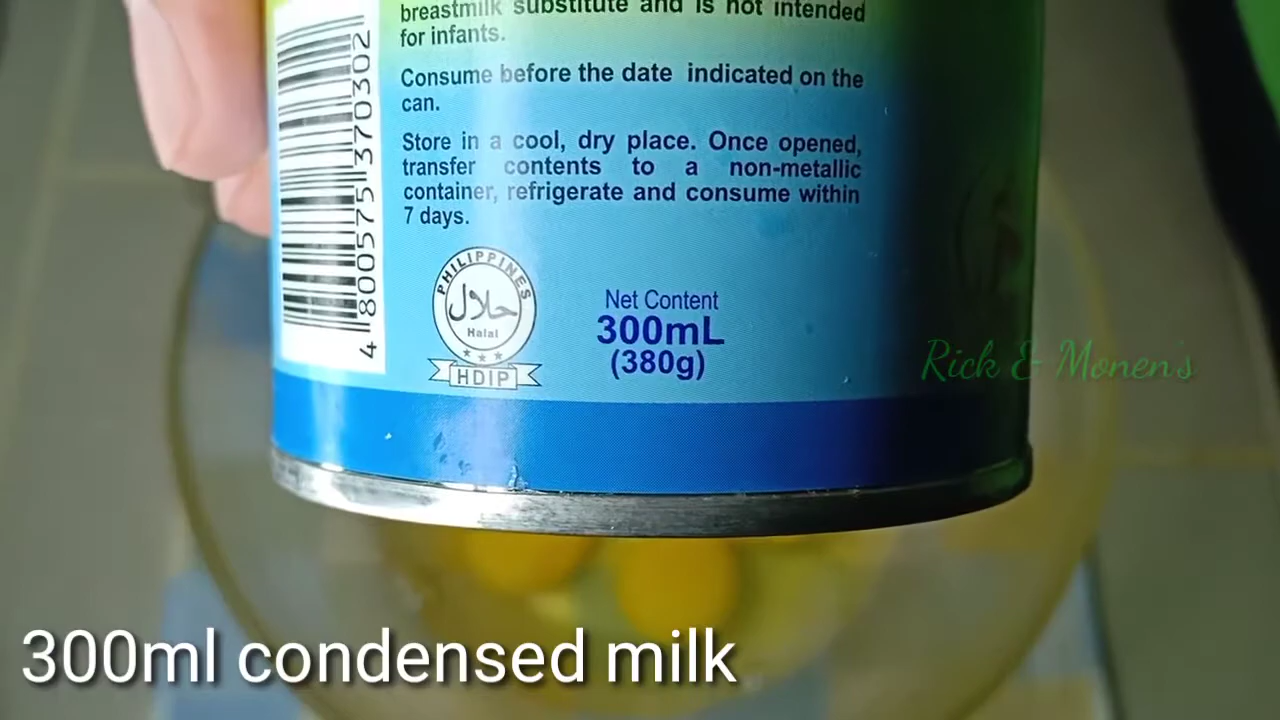 breastmilk substitute and is not intended
for infants.
Consume before the date indicated on the
can.
Store in a cool, dry place. Once opened,
transfer contents to a non-metallic
container, refrigerate and consume within
7 days.
4 800575 370302
PHILIPPINES
حلال
Halal
HDIP
Net Content
300mL
(380g)
Rick & Monen's
300ml condensed milk